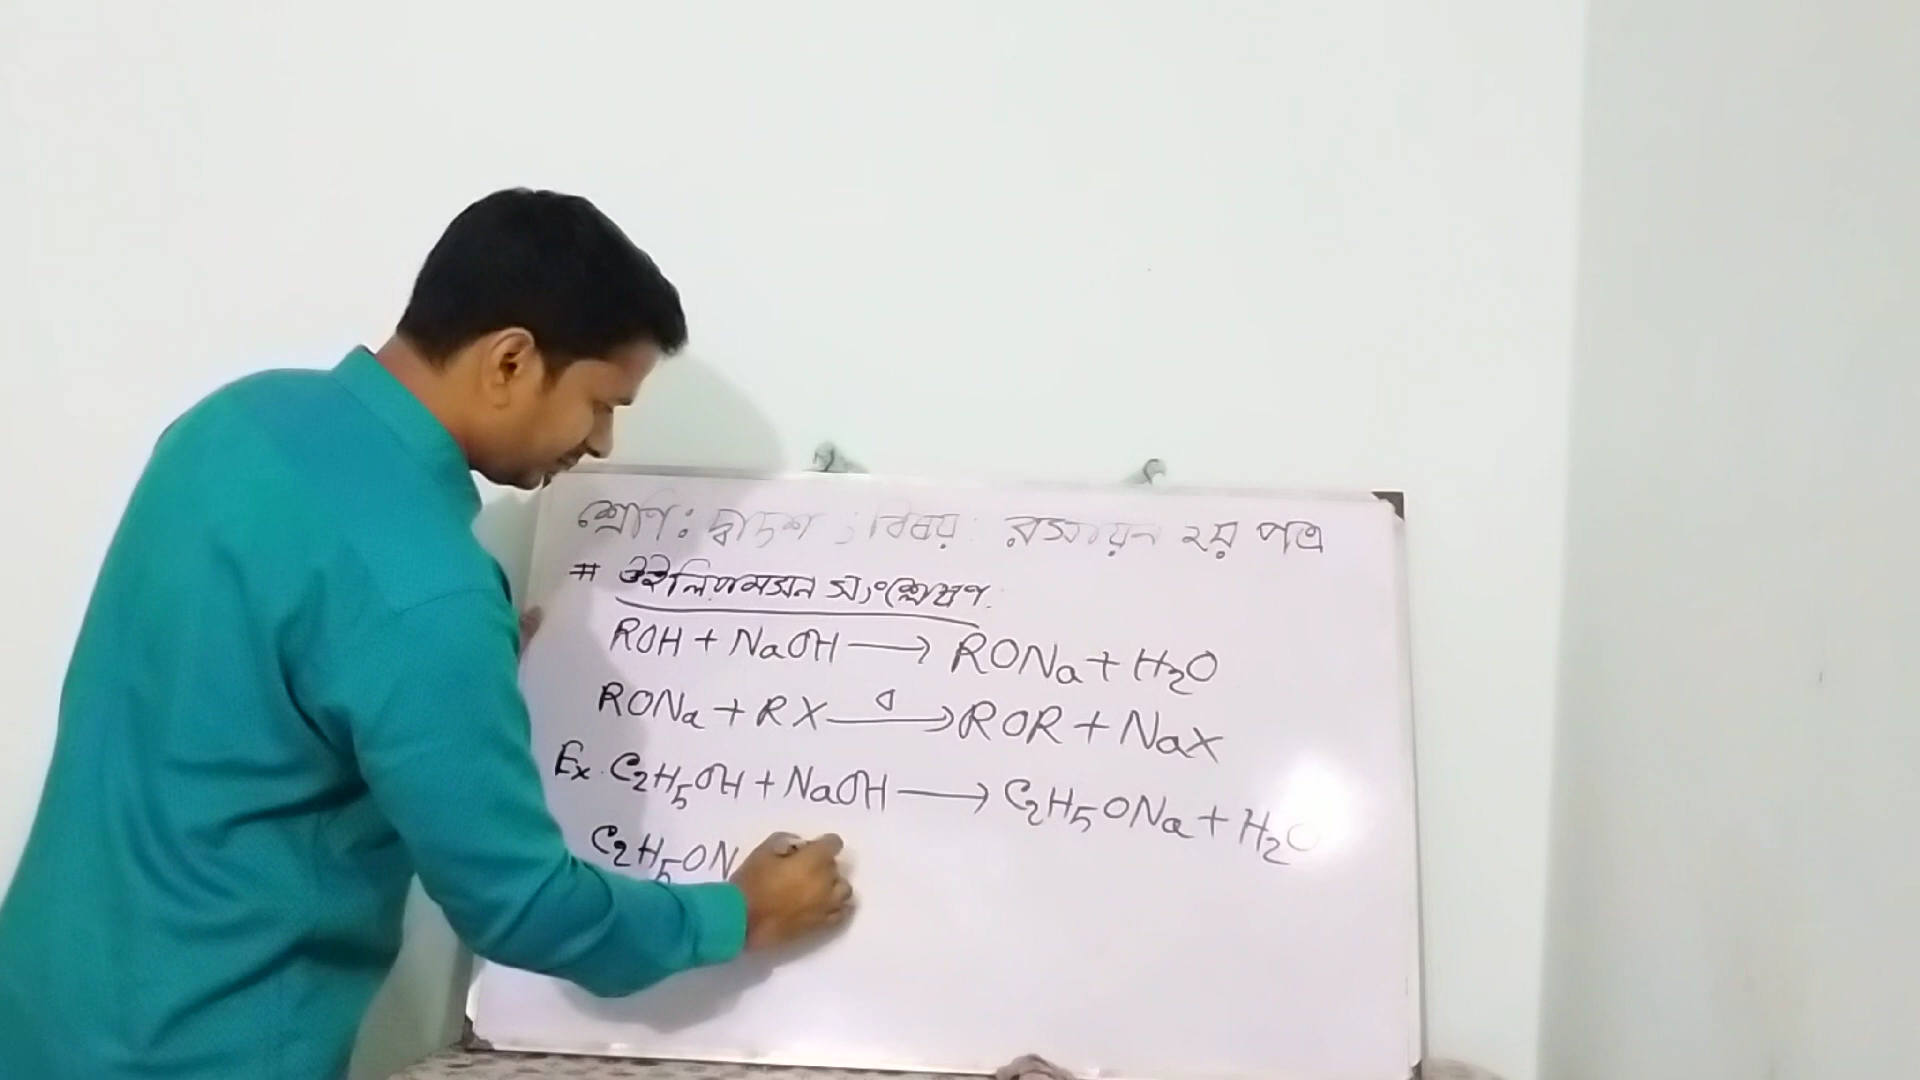 শ্রেণি: দ্বাদশ ; বিষয়: রসায়ন ২য় পত্র
# উইলিয়ামসন সংশ্লেষণ.
ROH + NaOH ⟶ RONa + H₂O
RONa + RX ⟶ ROR + NaX
Ex. C₂H₅OH + NaOH ⟶ C₂H₅ONa + H₂O
C₂H₅ON